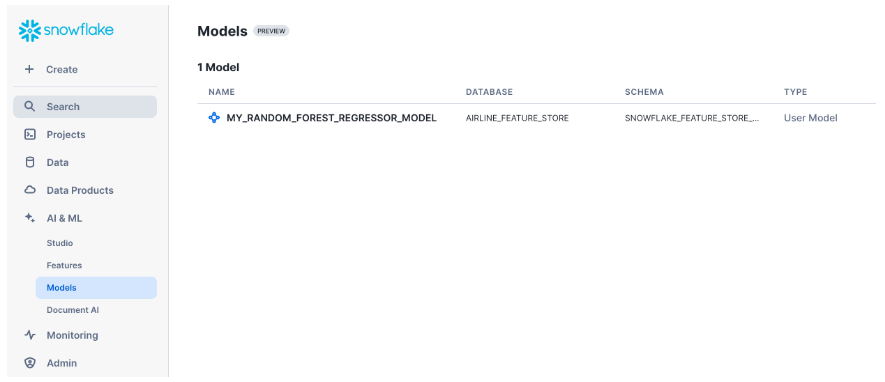 snowflake
Create
Search
Projects
Data
Data Products
AI & ML
Studio
Features
Models
Document AI
Monitoring
Admin
Models PREVIEW
1 Model
NAME DATABASE SCHEMA TYPE
MY_RANDOM_FOREST_REGRESSOR_MODEL AIRLINE_FEATURE_STORE SNOWFLAKE_FEATURE_STORE_... User Model